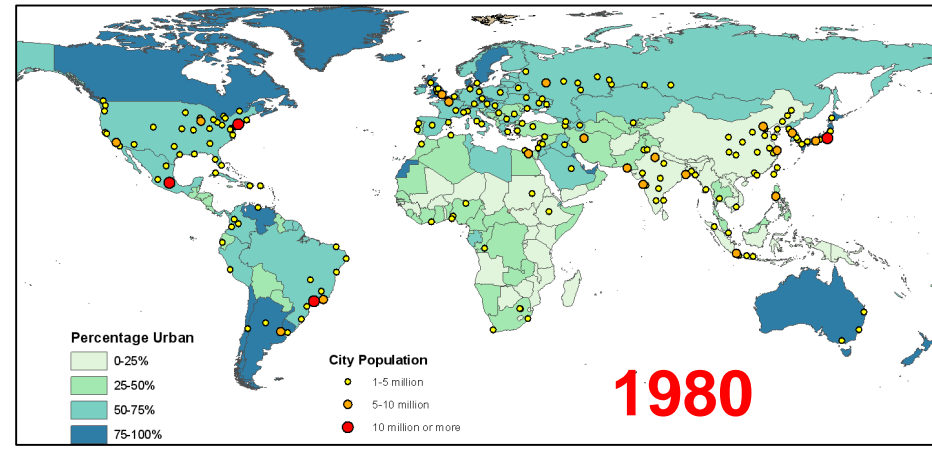 Percentage Urban
0-25%
25-50%
50-75%
75-100%
City Population
1-5 million
5-10 million
10 million or more
1980